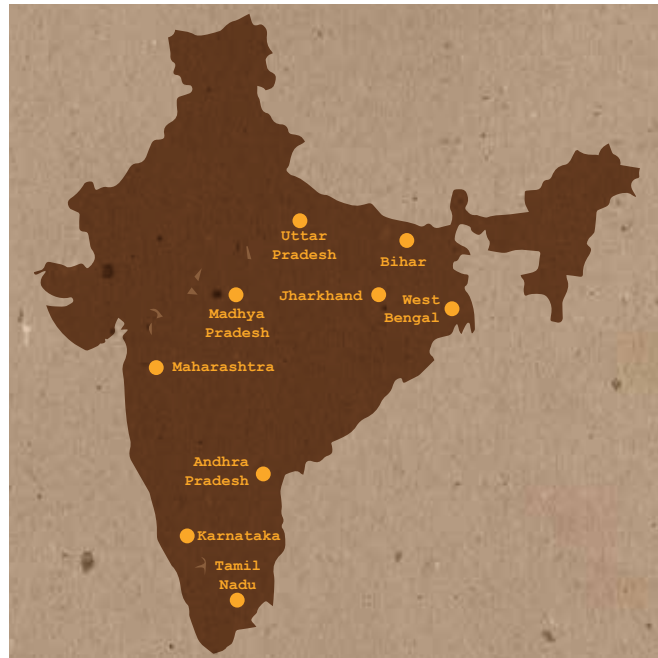 Uttar
Pradesh
Bihar
Jharkhand
West
Bengal
Madhya
Pradesh
Maharashtra
Andhra
Pradesh
Karnataka
Tamil
Nadu